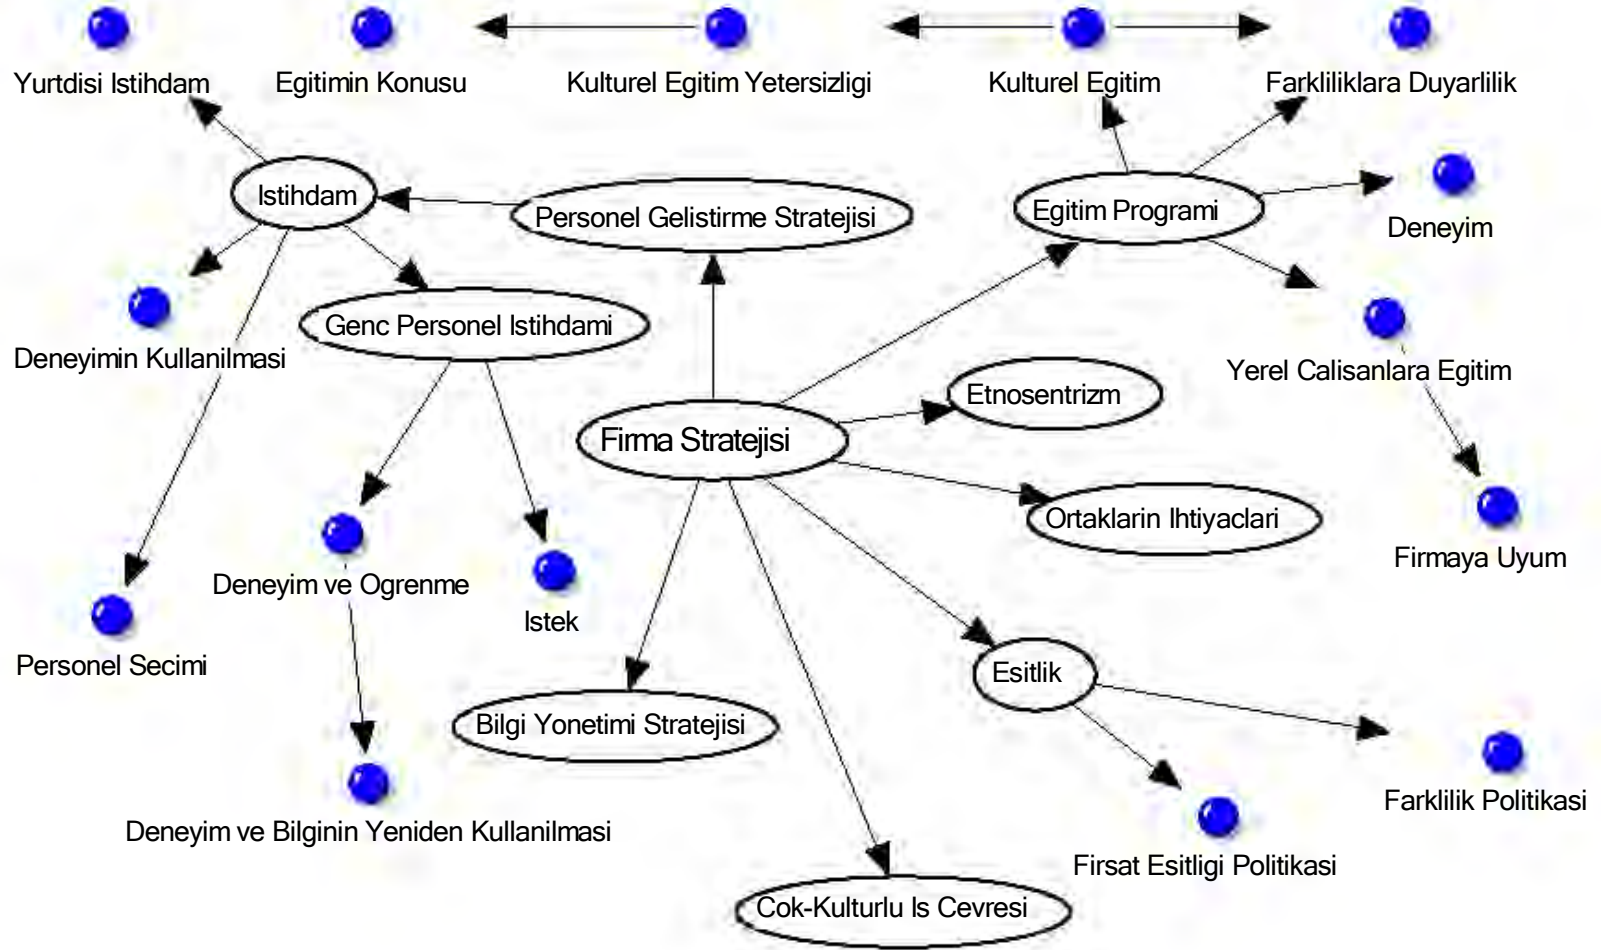 Yurtdisi Istihdam
Egitimin Konusu
Kulturel Egitim Yetersizligi
Kulturel Egitim
Farkliliklara Duyarlilik
Istihdam
Personel Gelistirme Stratejisi
Egitim Programi
Deneyim
Genc Personel Istihdami
Deneyimin Kullanilmasi
Yerel Calisanlara Egitim
Etnosentrizm
Firma Stratejisi
Ortaklarin Ihtiyaclari
Firmaya Uyum
Deneyim ve Ogrenme
Istek
Personel Secimi
Esitlik
Bilgi Yonetimi Stratejisi
Farklilik Politikasi
Deneyim ve Bilginin Yeniden Kullanilmasi
Firsat Esitligi Politikasi
Cok-Kulturlu Is Cevresi